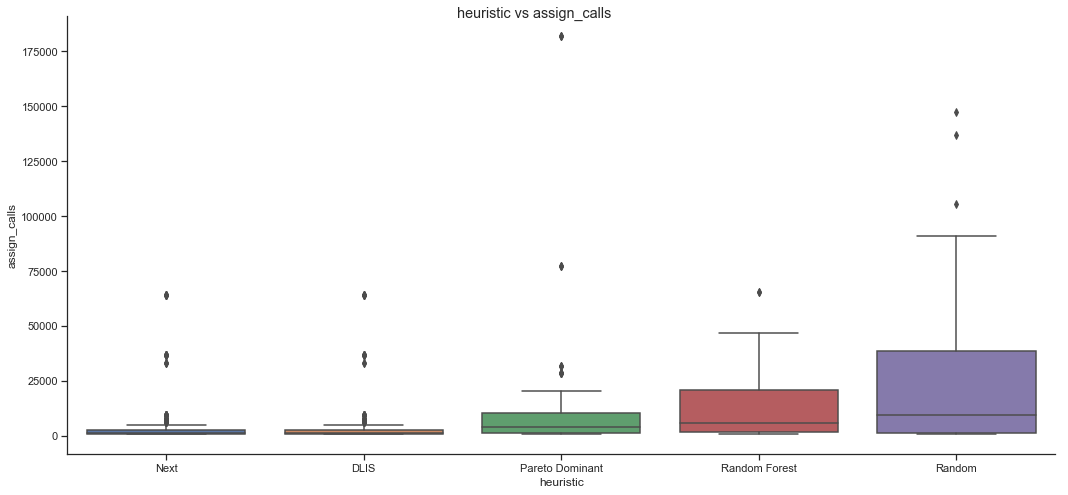 heuristic vs assign_calls
175000
150000
125000
100000
75000
50000
25000
0
assign_calls
Next DLIS Pareto Dominant Random Forest Random
heuristic